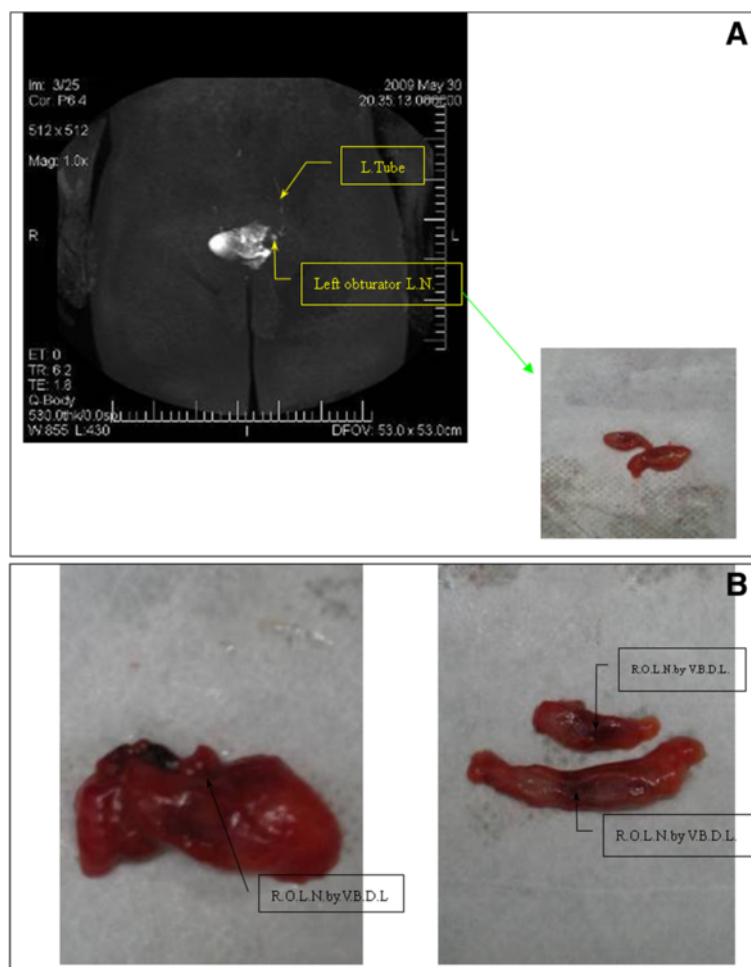 A
Im: 3/25
Cor: P6.4
512 x 512
Mag: 1.0x
2009 May 30
L.Tube
R
L
Left obturator L.N.
ET: 0
TR: 6.2
TE: 1.8
Q-Body
W:855 L:430
I
DFOV: 53.0 x 53.0cm
B
R.O.L.N.by V.B.D.L.
R.O.L.N.by V.B.D.L.
R.O.L.N.by V.B.D.L